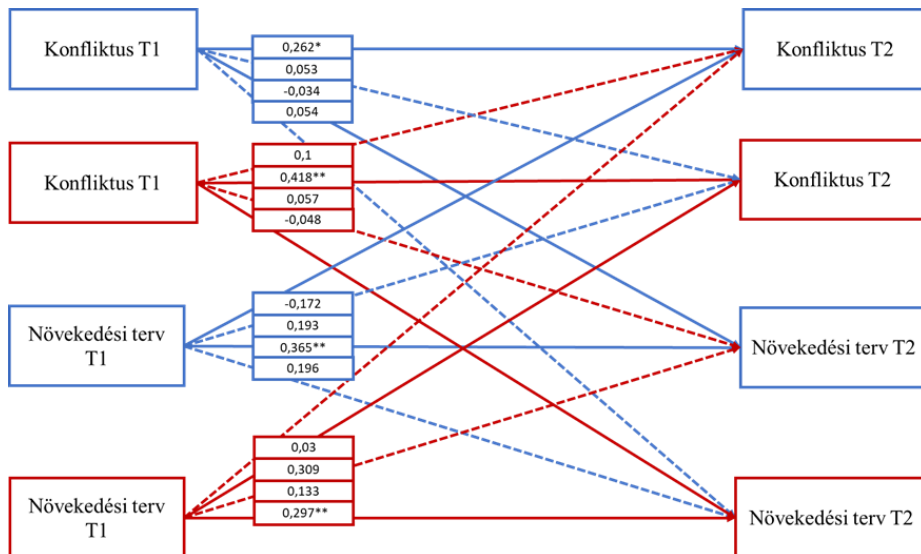 Konfliktus T1
0,262*
0,053
-0,034
0,054
Konfliktus T2
Konfliktus T1
0,1
0,418**
0,057
-0,048
Konfliktus T2
Növekedési terv
T1
-0,172
0,193
0,365**
0,196
Növekedési terv T2
Növekedési terv
T1
0,03
0,309
0,133
0,297**
Növekedési terv T2